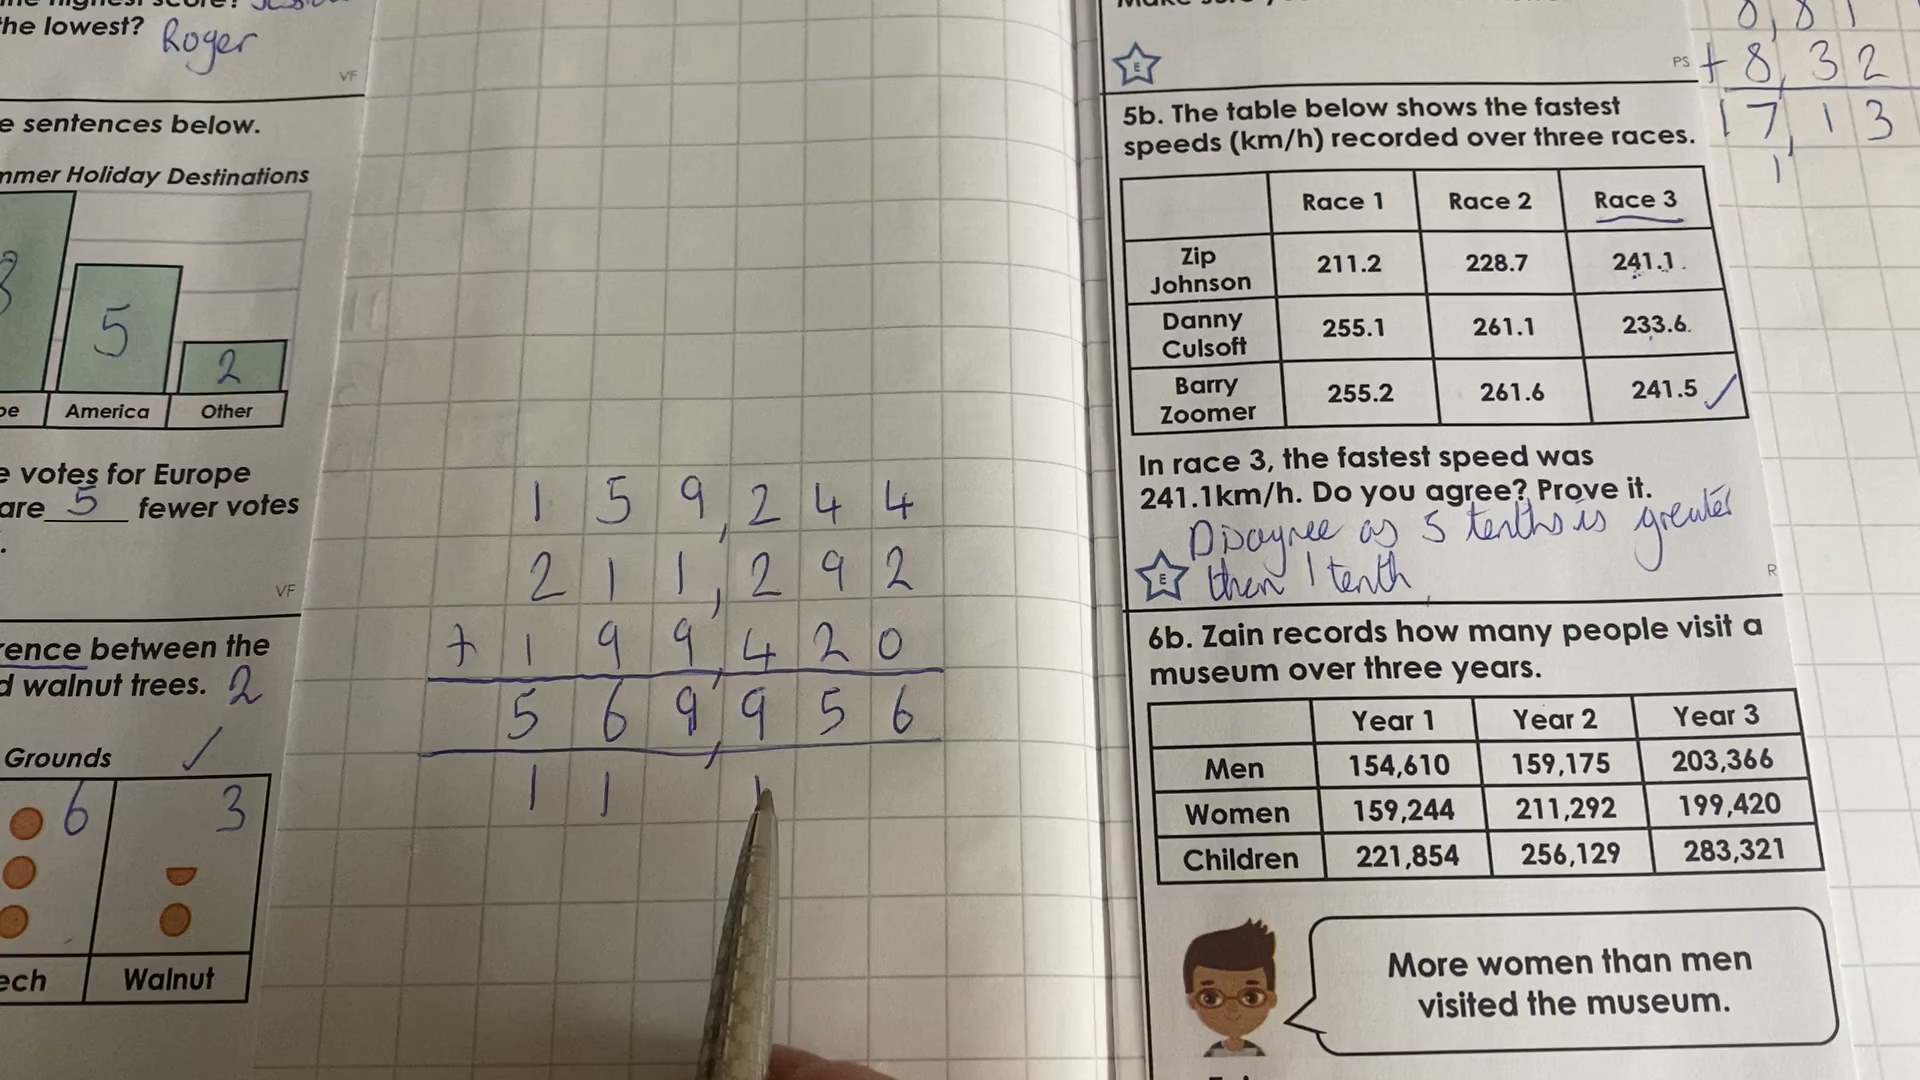 the lowest? Roger
VF
e sentences below.
mmer Holiday Destinations
5
2
America
Other
e votes for Europe
are 5 fewer votes
.
VF
rence between the
d walnut trees. 2
Grounds
6
3
ech
Walnut
1 5 9 , 2 4 4
2 1 1 , 2 9 2
+ 1 9 9 , 4 2 0
5 6 9 , 9 5 6
1 1 1
E
PS
+ 8 , 3 2
1 7 , 1 3
1
5b. The table below shows the fastest
speeds (km/h) recorded over three races.
Race 1 Race 2 Race 3
Zip
Johnson
211.2 228.7 241.1
Danny
Culsoft
255.1 261.1 233.6
Barry
Zoomer
255.2 261.6 241.5
In race 3, the fastest speed was
241.1km/h. Do you agree? Prove it.
Disagree as 5 tenths is greater
E
then 1 tenth
R
6b. Zain records how many people visit a
museum over three years.
Year 1 Year 2 Year 3
Men 154,610 159,175 203,366
Women 159,244 211,292 199,420
Children 221,854 256,129 283,321
More women than men
visited the museum.